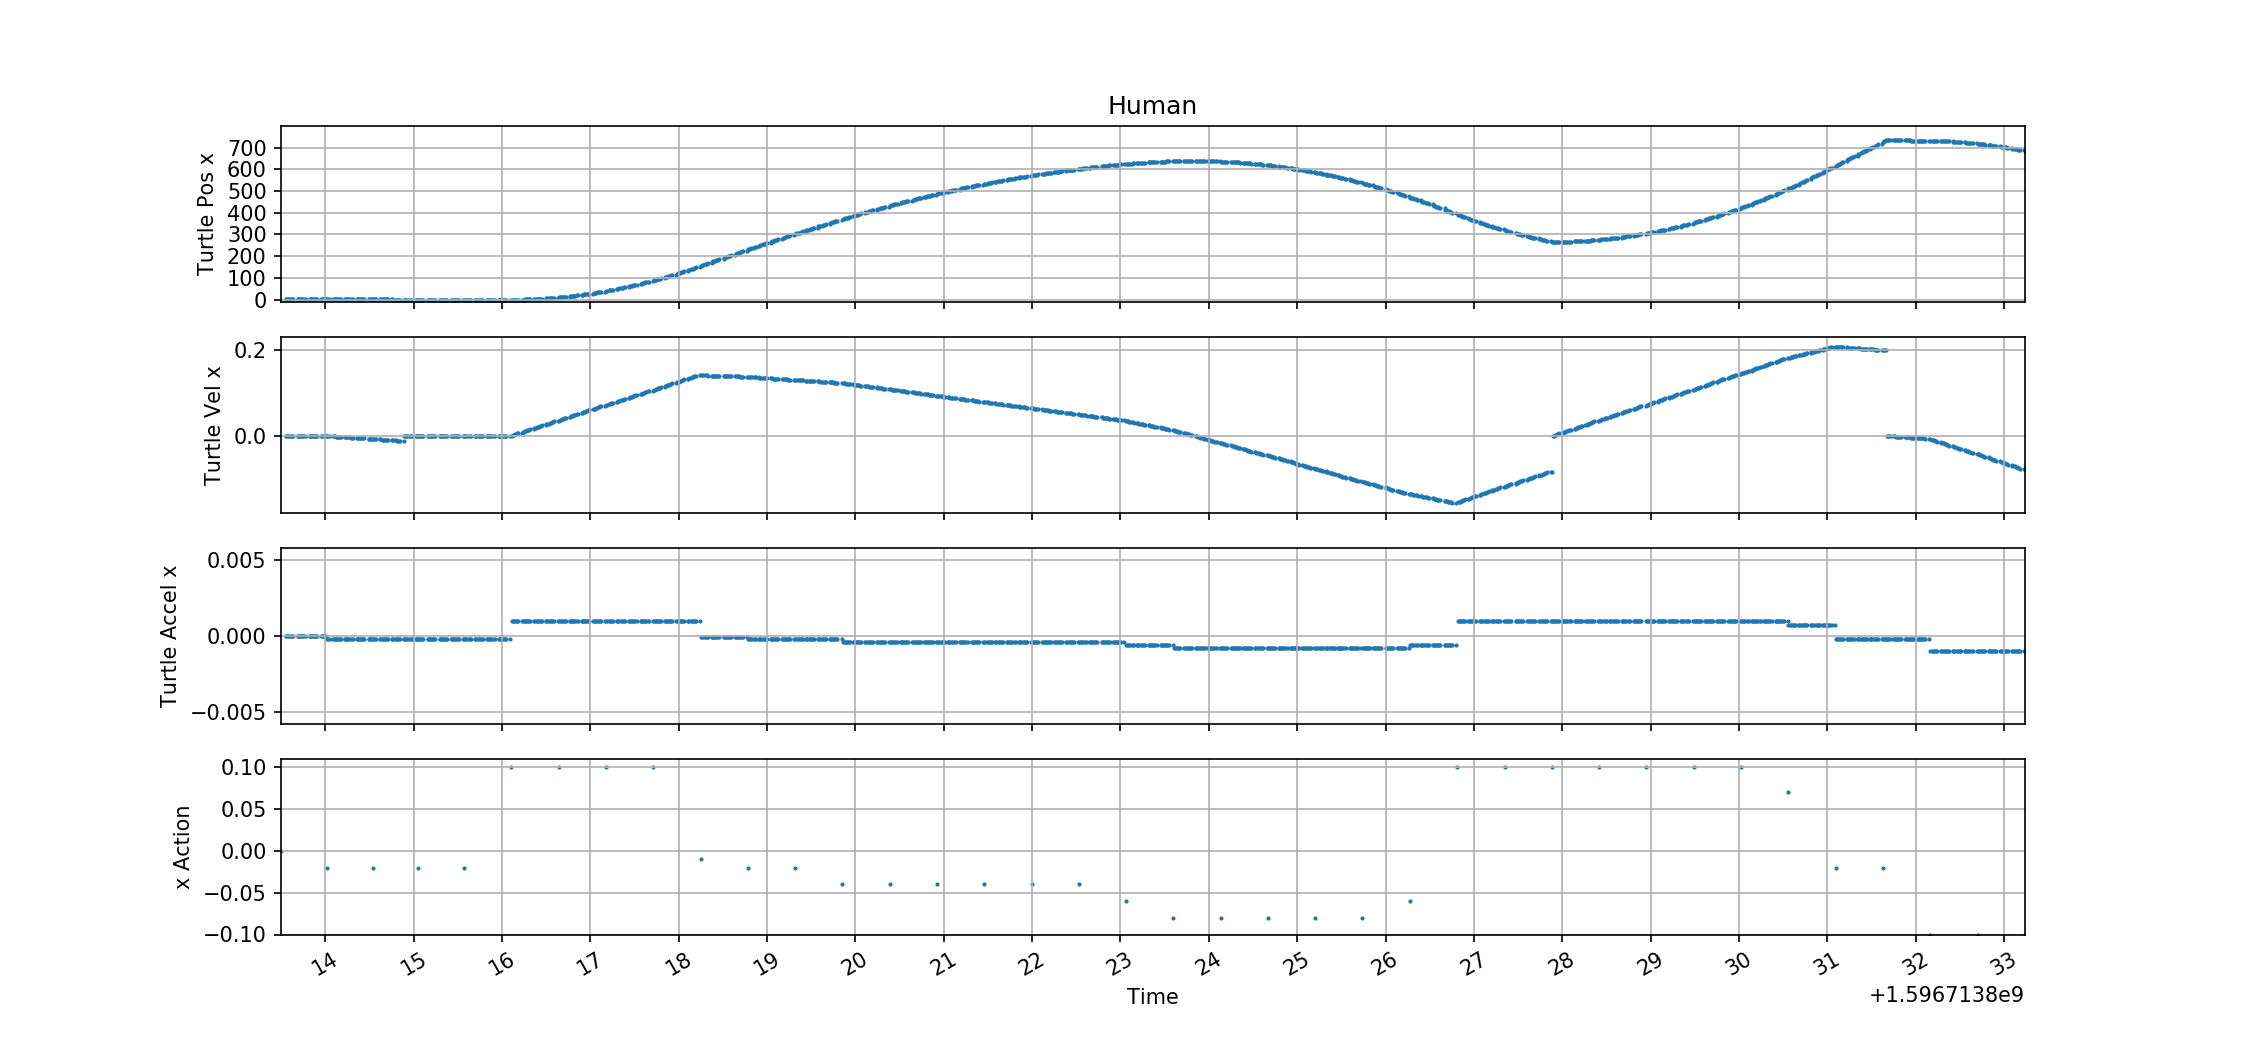 Human
Turtle Pos x
700
600
500
400
300
200
100
0
Turtle Vel x
0.2
0.0
Turtle Accel x
0.005
0.000
−0.005
x Action
0.10
0.05
0.00
−0.05
−0.10
14 15 16 17 18 19 20 21 22 23 24 25 26 27 28 29 30 31 32 33
Time
+1.5967138e9